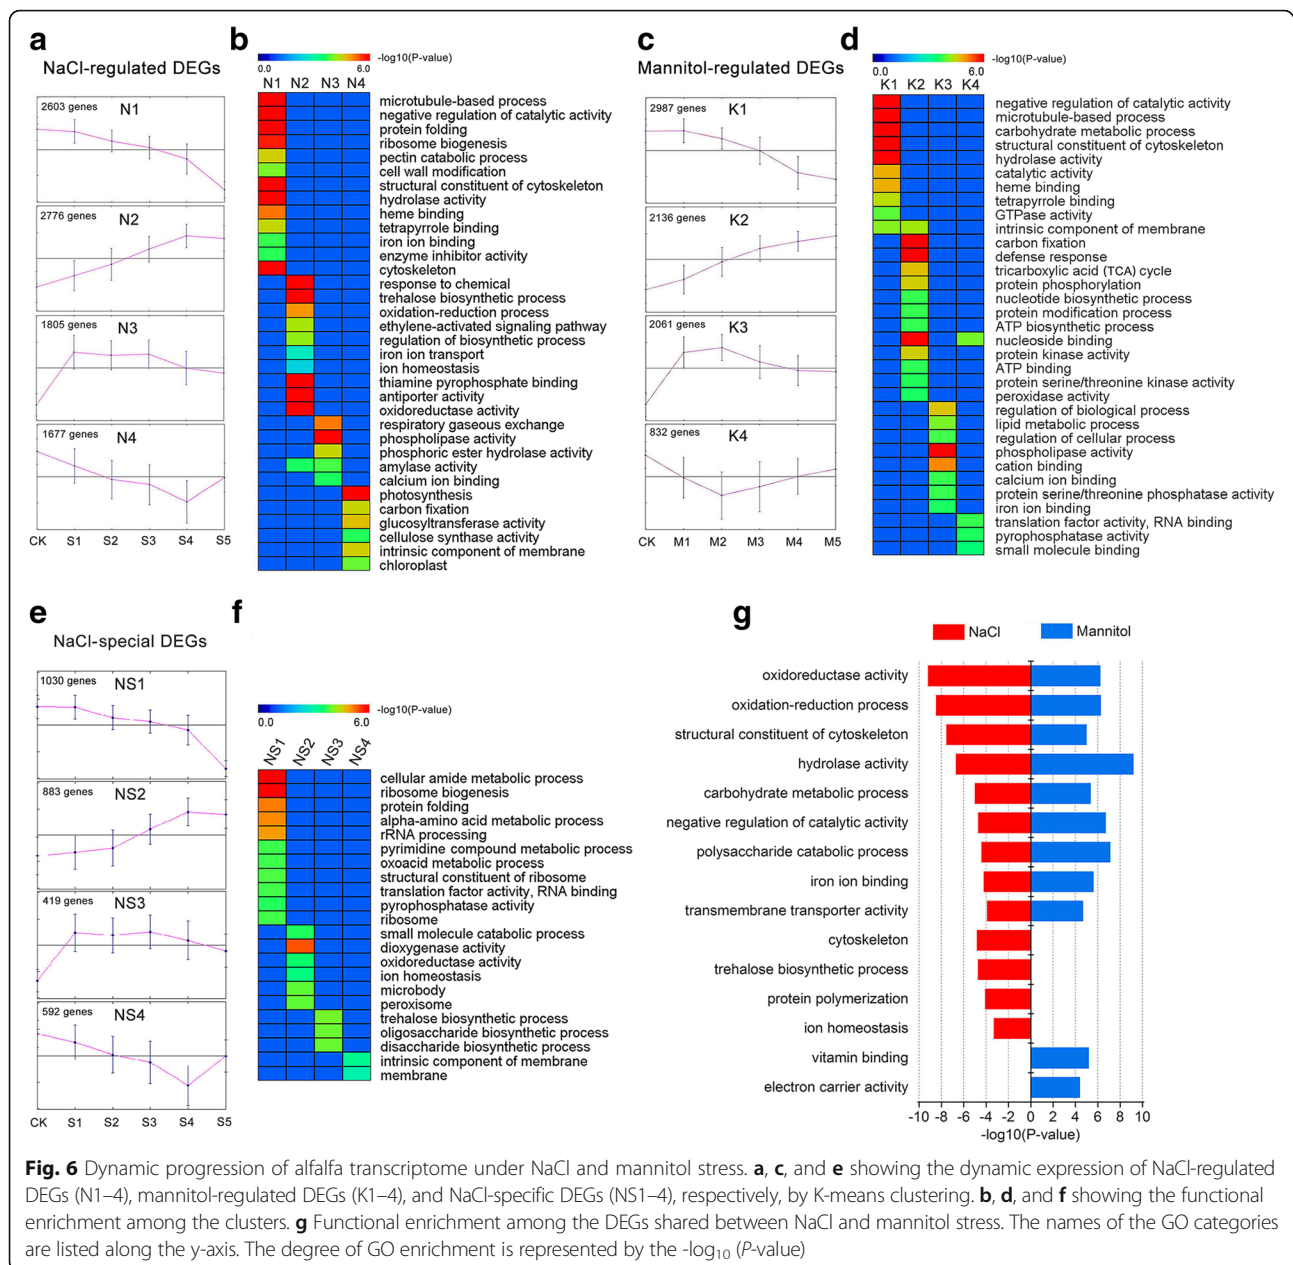 a
NaCl-regulated DEGs
2603 genes
N1
2776 genes
N2
1805 genes
N3
1677 genes
N4
CK S1 S2 S3 S4 S5
b
-log10(P-value)
0.0 6.0
N1 N2 N3 N4
microtubule-based process
negative regulation of catalytic activity
protein folding
ribosome biogenesis
pectin catabolic process
cell wall modification
structural constituent of cytoskeleton
hydrolase activity
heme binding
tetrapyrrole binding
iron ion binding
enzyme inhibitor activity
cytoskeleton
response to chemical
trehalose biosynthetic process
oxidation-reduction process
ethylene-activated signaling pathway
regulation of biosynthetic process
iron ion transport
ion homeostasis
thiamine pyrophosphate binding
antiporter activity
oxidoreductase activity
respiratory gaseous exchange
phospholipase activity
phosphoric ester hydrolase activity
amylase activity
calcium ion binding
photosynthesis
carbon fixation
glucosyltransferase activity
cellulose synthase activity
intrinsic component of membrane
chloroplast
c
Mannitol-regulated DEGs
2987 genes
K1
2136 genes
K2
2061 genes
K3
832 genes
K4
CK M1 M2 M3 M4 M5
d
-log10(P-value)
0.0 6.0
K1 K2 K3 K4
negative regulation of catalytic activity
microtubule-based process
carbohydrate metabolic process
structural constituent of cytoskeleton
hydrolase activity
catalytic activity
heme binding
tetrapyrrole binding
GTPase activity
intrinsic component of membrane
carbon fixation
defense response
tricarboxylic acid (TCA) cycle
protein phosphorylation
nucleotide biosynthetic process
protein modification process
ATP biosynthetic process
nucleoside binding
protein kinase activity
ATP binding
protein serine/threonine kinase activity
peroxidase activity
regulation of biological process
lipid metabolic process
regulation of cellular process
phospholipase activity
cation binding
calcium ion binding
protein serine/threonine phosphatase activity
iron ion binding
translation factor activity, RNA binding
pyrophosphatase activity
small molecule binding
e
NaCl-special DEGs
1030 genes
NS1
883 genes
NS2
419 genes
NS3
592 genes
NS4
CK S1 S2 S3 S4 S5
f
-log10(P-value)
0.0 6.0
NS1 NS2 NS3 NS4
cellular amide metabolic process
ribosome biogenesis
protein folding
alpha-amino acid metabolic process
rRNA processing
pyrimidine compound metabolic process
oxoacid metabolic process
structural constituent of ribosome
translation factor activity, RNA binding
pyrophosphatase activity
ribosome
small molecule catabolic process
dioxygenase activity
oxidoreductase activity
ion homeostasis
microbody
peroxisome
trehalose biosynthetic process
oligosaccharide biosynthetic process
disaccharide biosynthetic process
intrinsic component of membrane
membrane
g
NaCl Mannitol
oxidoreductase activity
oxidation-reduction process
structural constituent of cytoskeleton
hydrolase activity
carbohydrate metabolic process
negative regulation of catalytic activity
polysaccharide catabolic process
iron ion binding
transmembrane transporter activity
cytoskeleton
trehalose biosynthetic process
protein polymerization
ion homeostasis
vitamin binding
electron carrier activity
-10 -8 -6 -4 -2 0 2 4 6 8 10
-log10(P-value)
Fig. 6 Dynamic progression of alfalfa transcriptome under NaCl and mannitol stress. a, c, and e showing the dynamic expression of NaCl-regulated
DEGs (N1–4), mannitol-regulated DEGs (K1–4), and NaCl-specific DEGs (NS1–4), respectively, by K-means clustering. b, d, and f showing the functional
enrichment among the clusters. g Functional enrichment among the DEGs shared between NaCl and mannitol stress. The names of the GO categories
are listed along the y-axis. The degree of GO enrichment is represented by the -log10 (P-value)